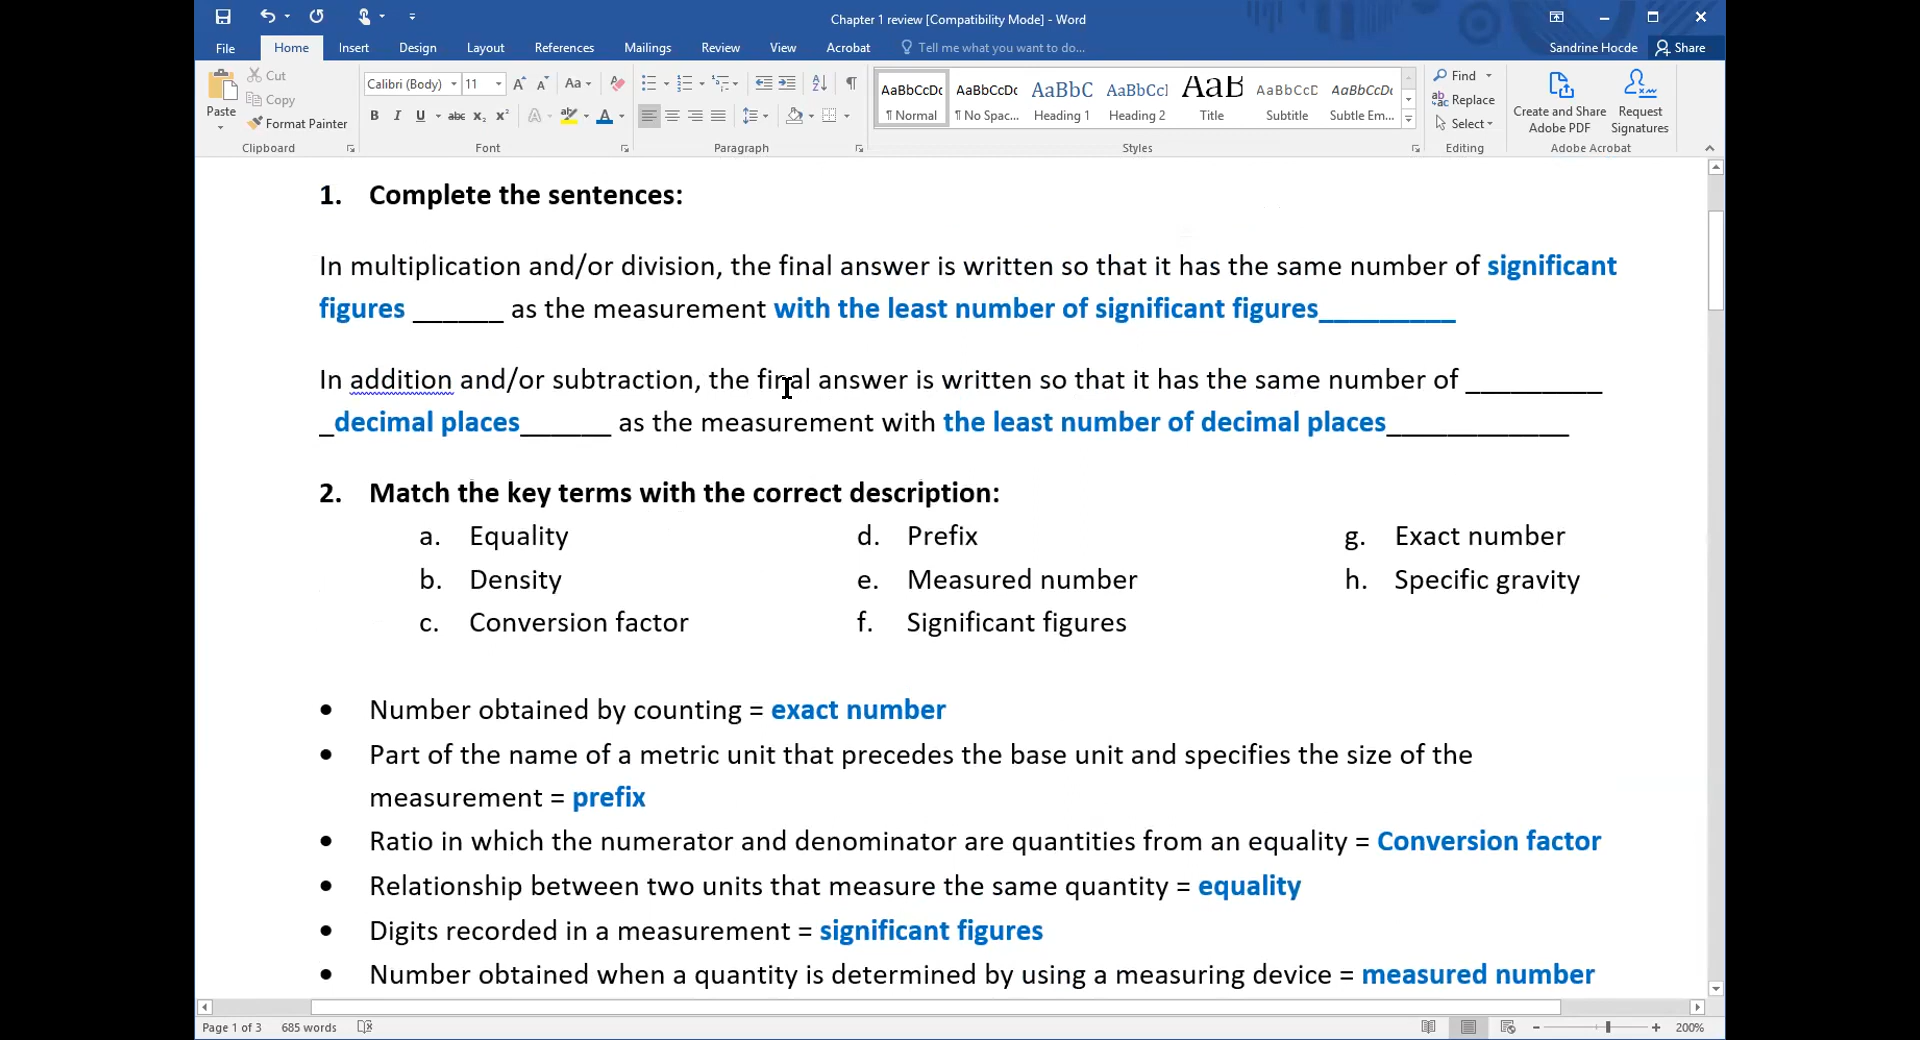 Chapter 1 review [Compatibility Mode] - Word
File Home Insert Design Layout References Mailings Review View Acrobat Tell me what you want to do... Sandrine Hocde Share
Paste
Cut
Copy
Format Painter
Clipboard
Calibri (Body) 11
Font
Paragraph
AaBbCcDc AaBbCcDc AaBbC AaBbCcl AaB AaBbCcD AaBbCcDc
¶ Normal ¶ No Spac... Heading 1 Heading 2 Title Subtitle Subtle Em...
Styles
Find
Replace
Select
Editing
Create and Share Adobe PDF
Request Signatures
Adobe Acrobat
1. Complete the sentences:
In multiplication and/or division, the final answer is written so that it has the same number of significant
figures ______ as the measurement with the least number of significant figures_________
In addition and/or subtraction, the final answer is written so that it has the same number of _________
_decimal places______ as the measurement with the least number of decimal places____________
2. Match the key terms with the correct description:
a. Equality d. Prefix g. Exact number
b. Density e. Measured number h. Specific gravity
c. Conversion factor f. Significant figures
• Number obtained by counting = exact number
• Part of the name of a metric unit that precedes the base unit and specifies the size of the
measurement = prefix
• Ratio in which the numerator and denominator are quantities from an equality = Conversion factor
• Relationship between two units that measure the same quantity = equality
• Digits recorded in a measurement = significant figures
• Number obtained when a quantity is determined by using a measuring device = measured number
Page 1 of 3 685 words 200%